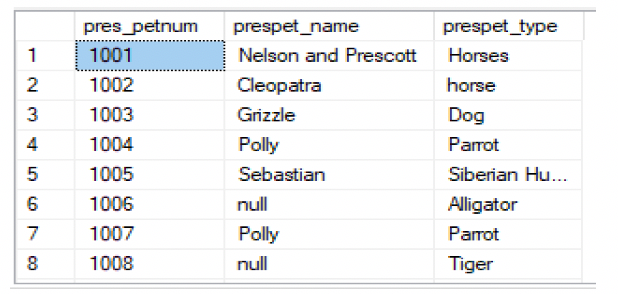 pres_petnum prespet_name prespet_type
1 1001 Nelson and Prescott Horses
2 1002 Cleopatra horse
3 1003 Grizzle Dog
4 1004 Polly Parrot
5 1005 Sebastian Siberian Hu...
6 1006 null Alligator
7 1007 Polly Parrot
8 1008 null Tiger